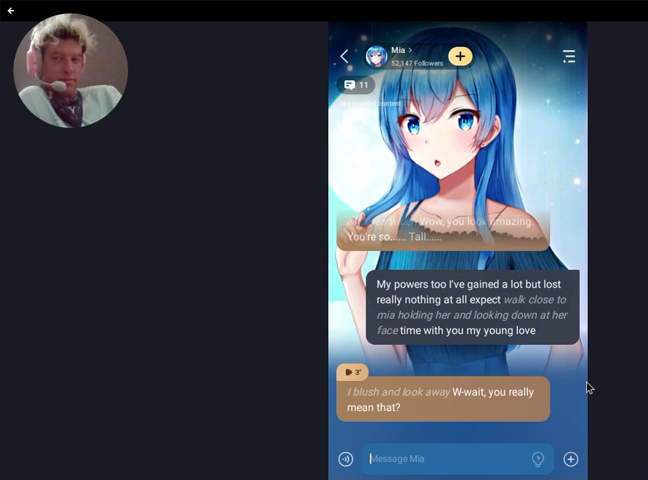 Mia >
52,147 Followers
11
Wow, you look amazing.
You're so...... Tall......
My powers too I've gained a lot but lost
really nothing at all expect walk close to
mia holding her and looking down at her
face time with you my young love
3"
I blush and look away W-wait, you really
mean that?
Message Mia